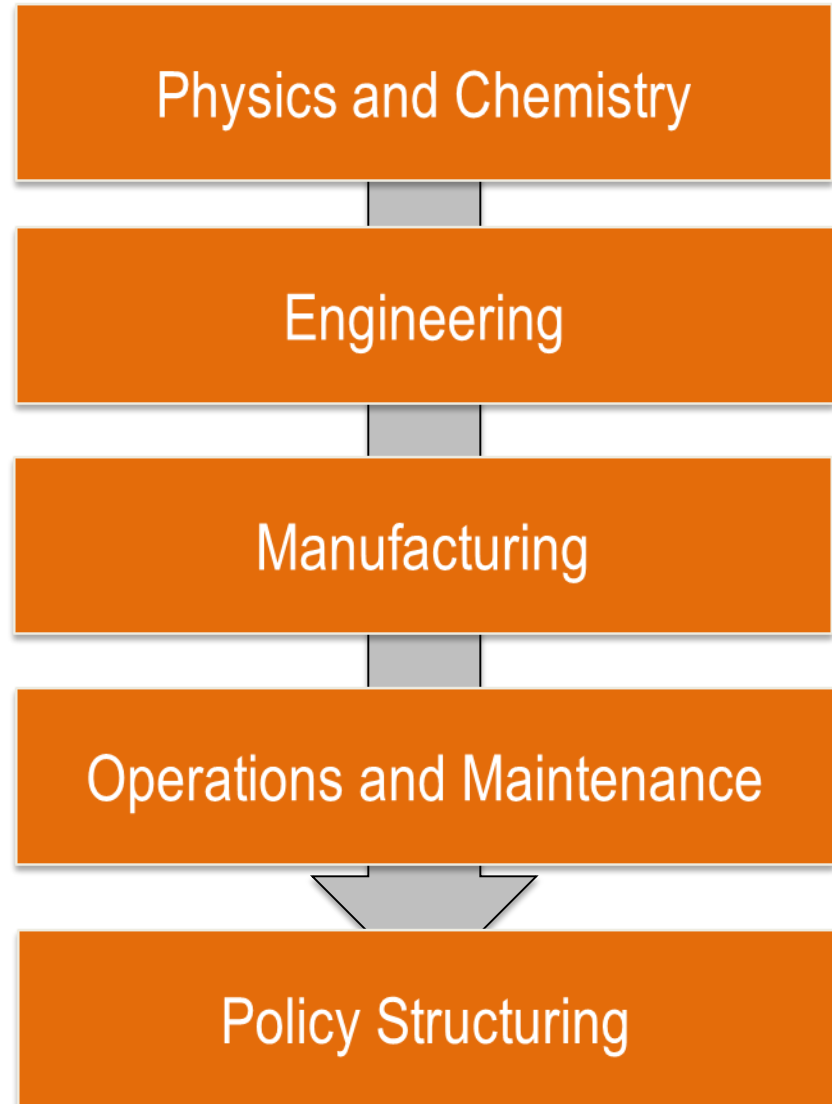 Physics and Chemistry
Engineering
Manufacturing
Operations and Maintenance
Policy Structuring